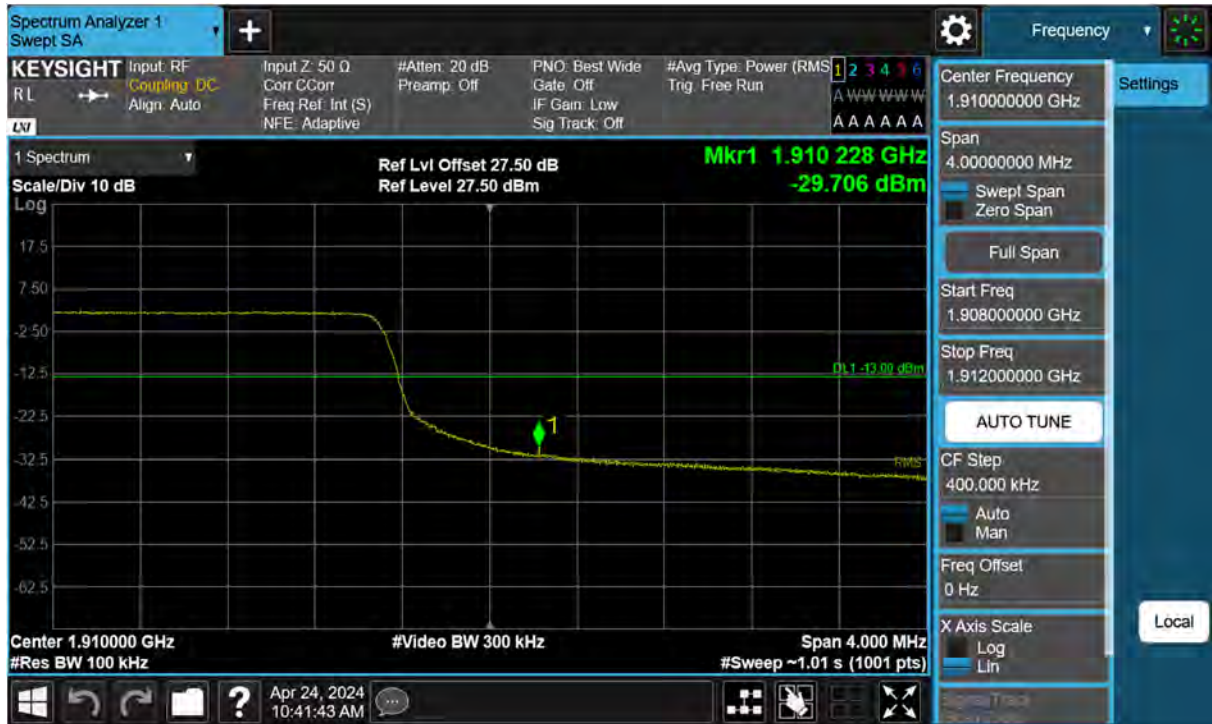 Spectrum Analyzer 1
Swept SA
+
Frequency
KEYSIGHT
RL
LXI
Input: RF
Coupling: DC
Align: Auto
Input Z: 50 Ω
Corr CCorr
Freq Ref: Int (S)
NFE: Adaptive
#Atten: 20 dB
Preamp: Off
PNO: Best Wide
Gate: Off
IF Gain: Low
Sig Track: Off
#Avg Type: Power (RMS
Trig: Free Run
1 2 3 4 5 6
A W W W W W
A A A A A A
1 Spectrum
Scale/Div 10 dB
Log
Ref Lvl Offset 27.50 dB
Ref Level 27.50 dBm
Mkr1 1.910 228 GHz
-29.706 dBm
17.5
7.50
-2.50
-12.5
-22.5
-32.5
-42.5
-52.5
-62.5
DL1 -13.00 dBm
1
RMS
Center 1.910000 GHz
#Res BW 100 kHz
#Video BW 300 kHz
Span 4.000 MHz
#Sweep ~1.01 s (1001 pts)
Center Frequency
1.910000000 GHz
Settings
Span
4.00000000 MHz
Swept Span
Zero Span
Full Span
Start Freq
1.908000000 GHz
Stop Freq
1.912000000 GHz
AUTO TUNE
CF Step
400.000 kHz
Auto
Man
Freq Offset
0 Hz
X Axis Scale
Log
Lin
Local
?
Apr 24, 2024
10:41:43 AM